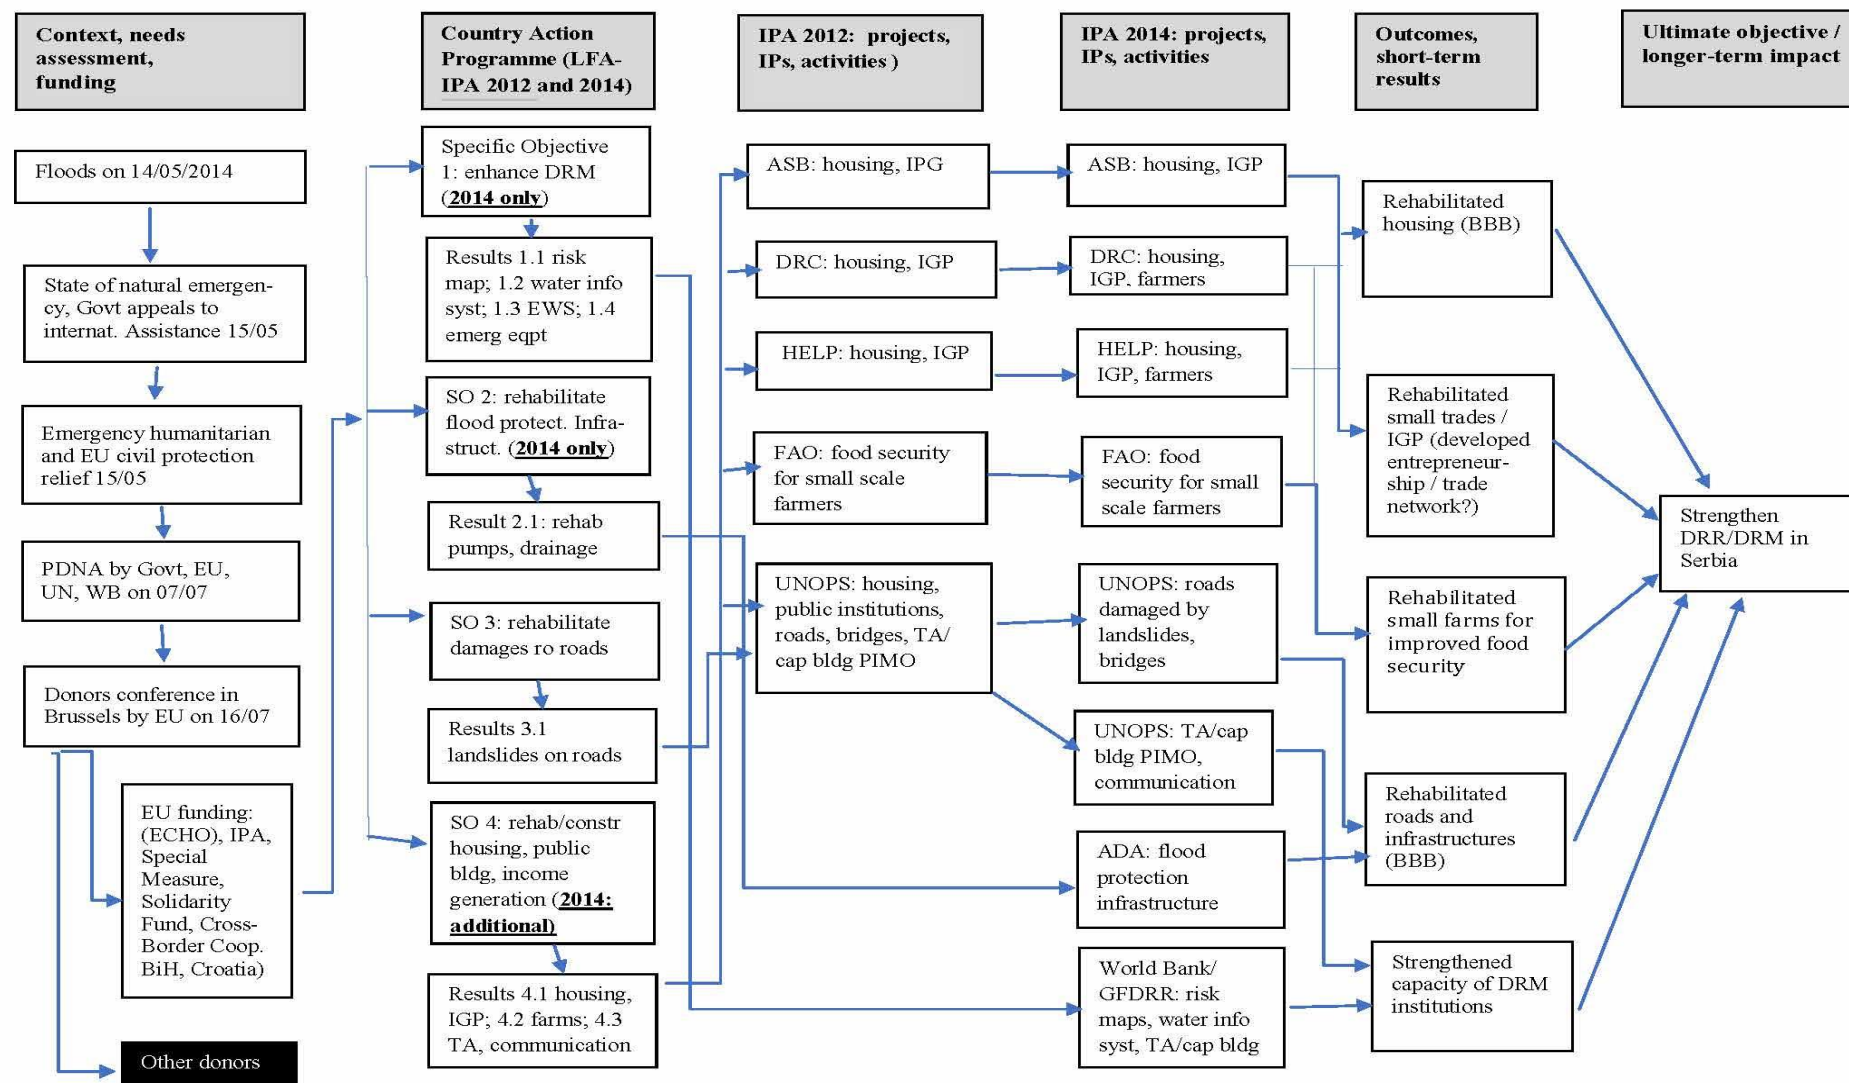 Context, needs
assessment,
funding
Country Action
Programme (LFA-
IPA 2012 and 2014)
IPA 2012: projects,
IPs, activities )
IPA 2014: projects,
IPs, activities
Outcomes,
short-term
results
Ultimate objective /
longer-term impact
Floods on 14/05/2014
State of natural emergen-
cy, Govt appeals to
internat. Assistance 15/05
Emergency humanitarian
and EU civil protection
relief 15/05
PDNA by Govt, EU,
UN, WB on 07/07
Donors conference in
Brussels by EU on 16/07
EU funding:
(ECHO), IPA,
Special
Measure,
Solidarity
Fund, Cross-
Border Coop.
BiH, Croatia)
Other donors
Specific Objective
1: enhance DRM
(2014 only)
Results 1.1 risk
map; 1.2 water info
syst; 1.3 EWS; 1.4
emerg eqpt
SO 2: rehabilitate
flood protect. Infra-
struct. (2014 only)
Result 2.1: rehab
pumps, drainage
SO 3: rehabilitate
damages ro roads
Results 3.1
landslides on roads
SO 4: rehab/constr
housing, public
bldg, income
generation (2014:
additional)
Results 4.1 housing,
IGP; 4.2 farms; 4.3
TA, communication
ASB: housing, IPG
DRC: housing, IGP
HELP: housing, IGP
FAO: food security
for small scale
farmers
UNOPS: housing,
public institutions,
roads, bridges, TA/
cap bldg PIMO
ASB: housing, IGP
DRC: housing,
IGP, farmers
HELP: housing,
IGP, farmers
FAO: food
security for small
scale farmers
UNOPS: roads
damaged by
landslides,
bridges
UNOPS: TA/cap
bldg PIMO,
communication
ADA: flood
protection
infrastructure
World Bank/
GFDRR: risk
maps, water info
syst, TA/cap bldg
Rehabilitated
housing (BBB)
Rehabilitated
small trades /
IGP (developed
entrepreneur-
ship / trade
network?)
Rehabilitated
small farms for
improved food
security
Rehabilitated
roads and
infrastructures
(BBB)
Strengthened
capacity of DRM
institutions
Strengthen
DRR/DRM in
Serbia